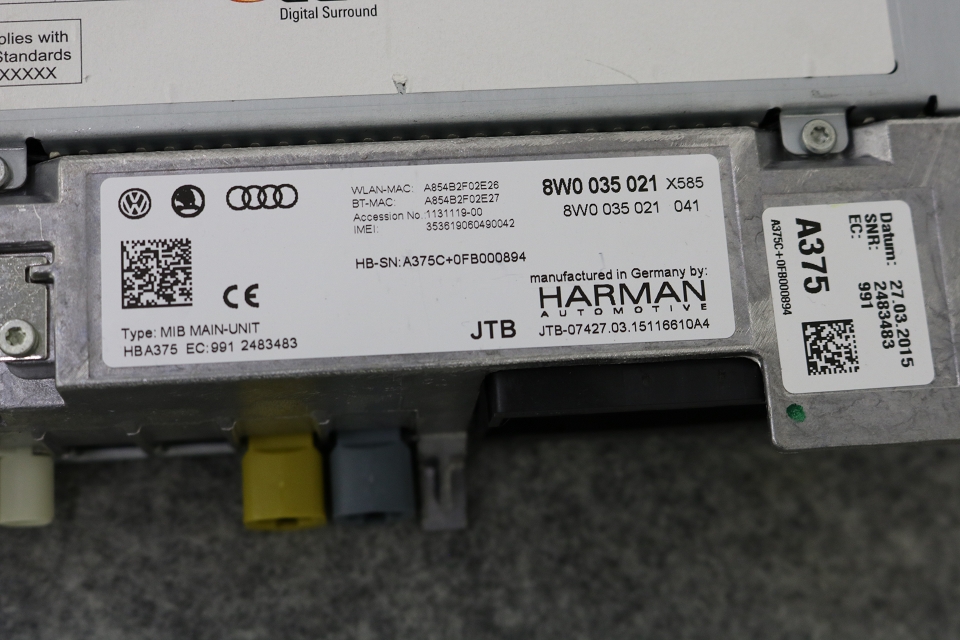 Digital Surround
plies with
Standards
XXXXX
WLAN-MAC: A854B2F02E26
BT-MAC: A854B2F02E27
Accession No.: 1131119-00
IMEI: 353619060490042
8W0 035 021 X585
8W0 035 021 041
HB-SN: A375C+0FB000894
CE
manufactured in Germany by:
HARMAN
AUTOMOTIVE
Type: MIB MAIN-UNIT
HBA375 EC: 991 2483483
JTB
JTB-07427.03.15116610A4
Datum: 27.03.2015
SNR: 2483483
EC: 991
A375
A375C+0FB000894